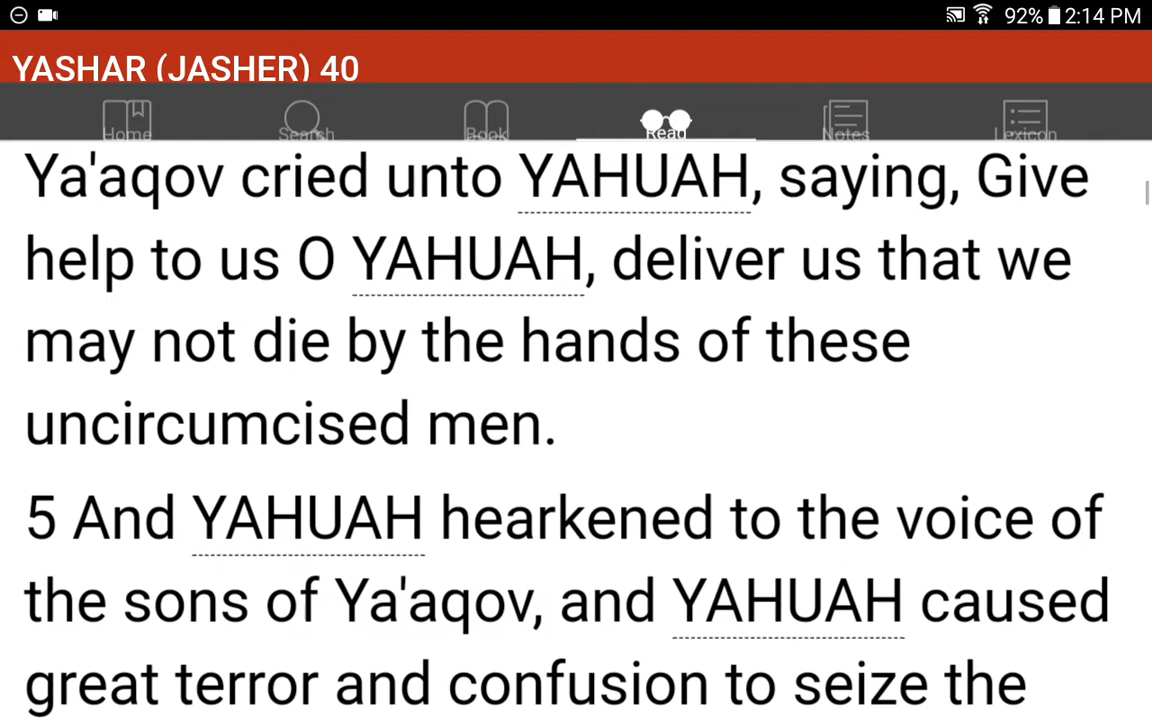 92% 2:14 PM
YASHAR (JASHER) 40
Home Search Book Read Notes Lexicon
Ya'aqov cried unto YAHUAH, saying, Give
help to us O YAHUAH, deliver us that we
may not die by the hands of these
uncircumcised men.
5 And YAHUAH hearkened to the voice of
the sons of Ya'aqov, and YAHUAH caused
great terror and confusion to seize the